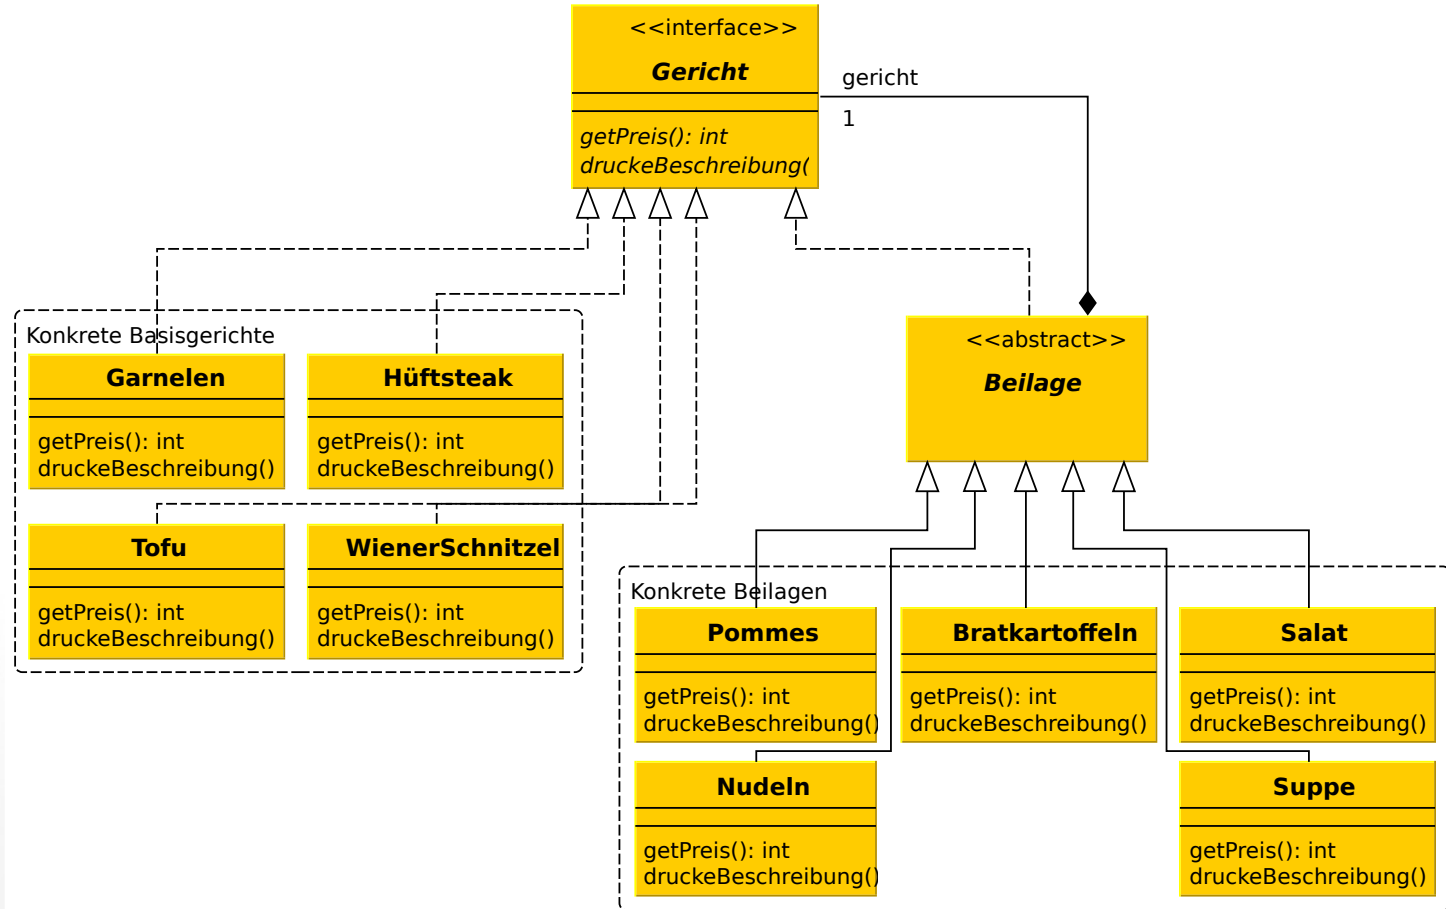 <<interface>>
Gericht
getPreis(): int
druckeBeschreibung(
gericht
1
Konkrete Basisgerichte
Garnelen
getPreis(): int
druckeBeschreibung()
Hüftsteak
getPreis(): int
druckeBeschreibung()
Tofu
getPreis(): int
druckeBeschreibung()
WienerSchnitzel
getPreis(): int
druckeBeschreibung()
<<abstract>>
Beilage
Konkrete Beilagen
Pommes
getPreis(): int
druckeBeschreibung()
Bratkartoffeln
getPreis(): int
druckeBeschreibung()
Salat
getPreis(): int
druckeBeschreibung()
Nudeln
getPreis(): int
druckeBeschreibung()
Suppe
getPreis(): int
druckeBeschreibung()